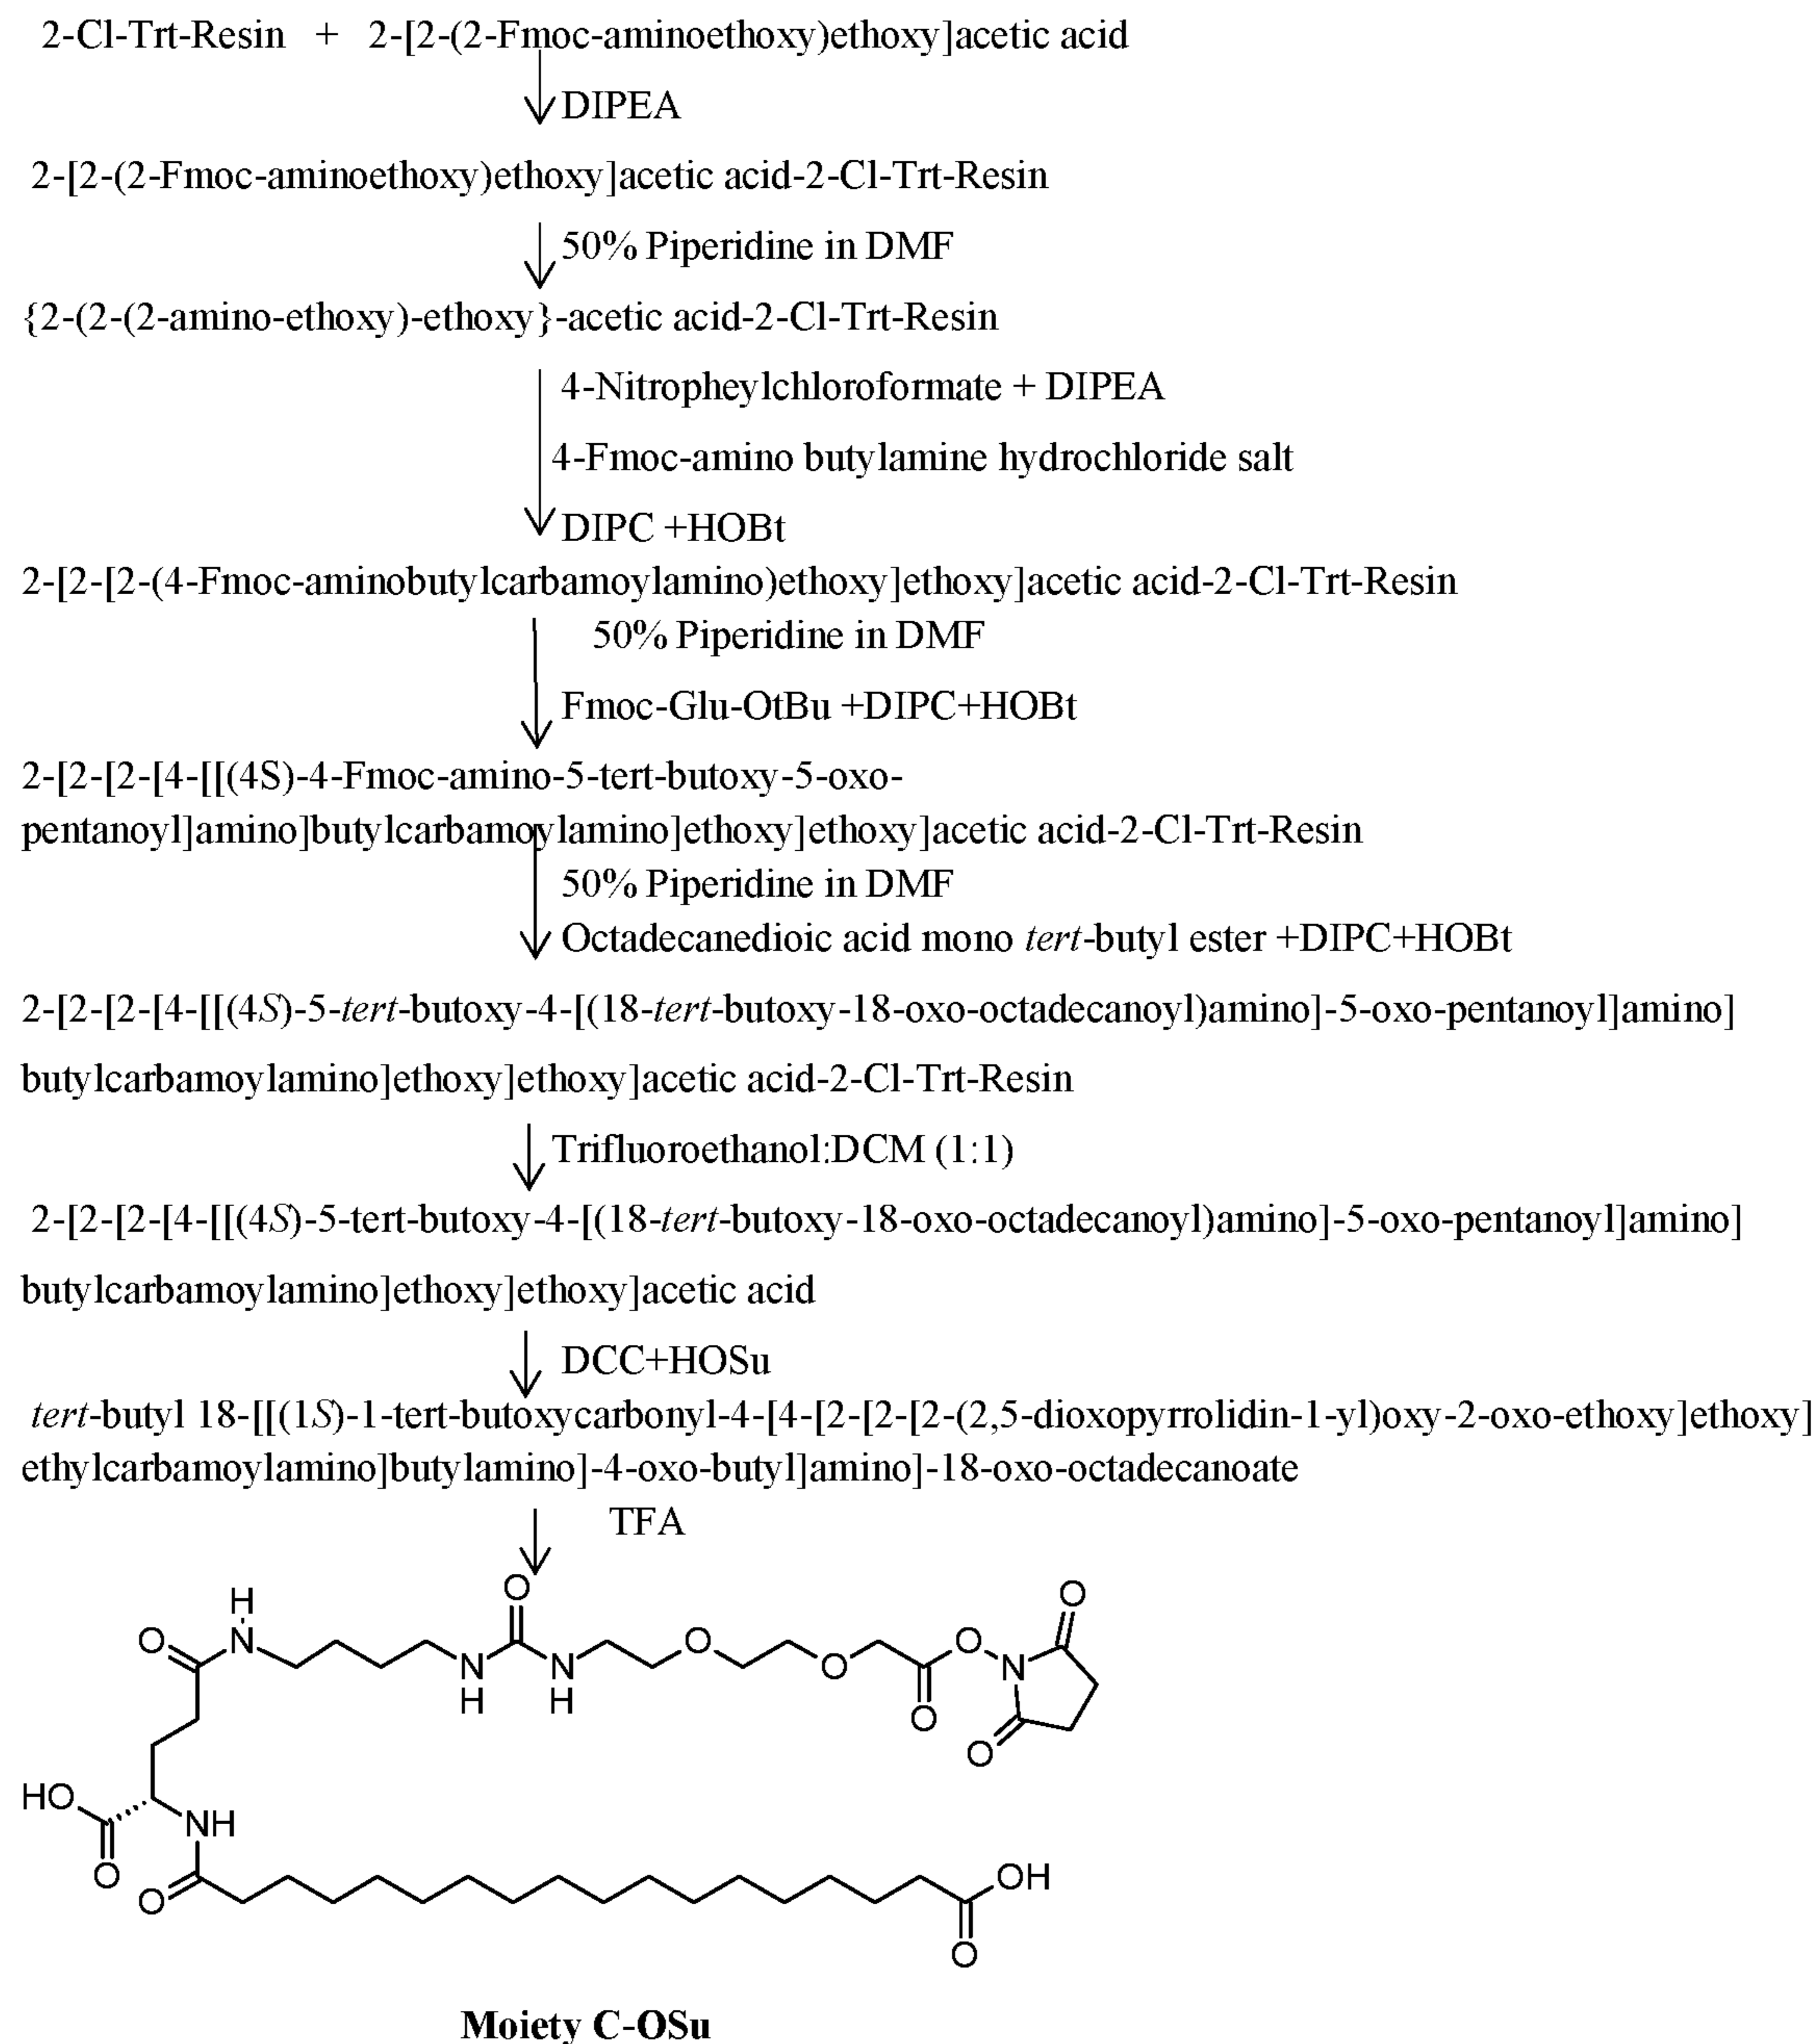 2-Cl-Trt-Resin + 2-[2-(2-Fmoc-aminoethoxy)ethoxy]acetic acid
DIPEA
2-[2-(2-Fmoc-aminoethoxy)ethoxy]acetic acid-2-Cl-Trt-Resin
50% Piperidine in DMF
{2-(2-(2-amino-ethoxy)-ethoxy}-acetic acid-2-Cl-Trt-Resin
4-Nitropheylchloroformate + DIPEA
4-Fmoc-amino butylamine hydrochloride salt
DIPC +HOBt
2-[2-[2-(4-Fmoc-aminobutylcarbamoylamino)ethoxy]ethoxy]acetic acid-2-Cl-Trt-Resin
50% Piperidine in DMF
Fmoc-Glu-OtBu +DIPC+HOBt
2-[2-[2-[4-[[(4S)-4-Fmoc-amino-5-tert-butoxy-5-oxo-
pentanoyl]amino]butylcarbamoylamino]ethoxy]ethoxy]acetic acid-2-Cl-Trt-Resin
50% Piperidine in DMF
Octadecanedioic acid mono tert-butyl ester +DIPC+HOBt
2-[2-[2-[4-[[(4S)-5-tert-butoxy-4-[(18-tert-butoxy-18-oxo-octadecanoyl)amino]-5-oxo-pentanoyl]amino]
butylcarbamoylamino]ethoxy]ethoxy]acetic acid-2-Cl-Trt-Resin
Trifluoroethanol:DCM (1:1)
2-[2-[2-[4-[[(4S)-5-tert-butoxy-4-[(18-tert-butoxy-18-oxo-octadecanoyl)amino]-5-oxo-pentanoyl]amino]
butylcarbamoylamino]ethoxy]ethoxy]acetic acid
DCC+HOSu
tert-butyl 18-[[(1S)-1-tert-butoxycarbonyl-4-[4-[2-[2-[2-(2,5-dioxopyrrolidin-1-yl)oxy-2-oxo-ethoxy]ethoxy]
ethylcarbamoylamino]butylamino]-4-oxo-butyl]amino]-18-oxo-octadecanoate
TFA
H O O
O N O O N
N N O O
H H O
HO NH
O O OH
O
Moiety C-OSu